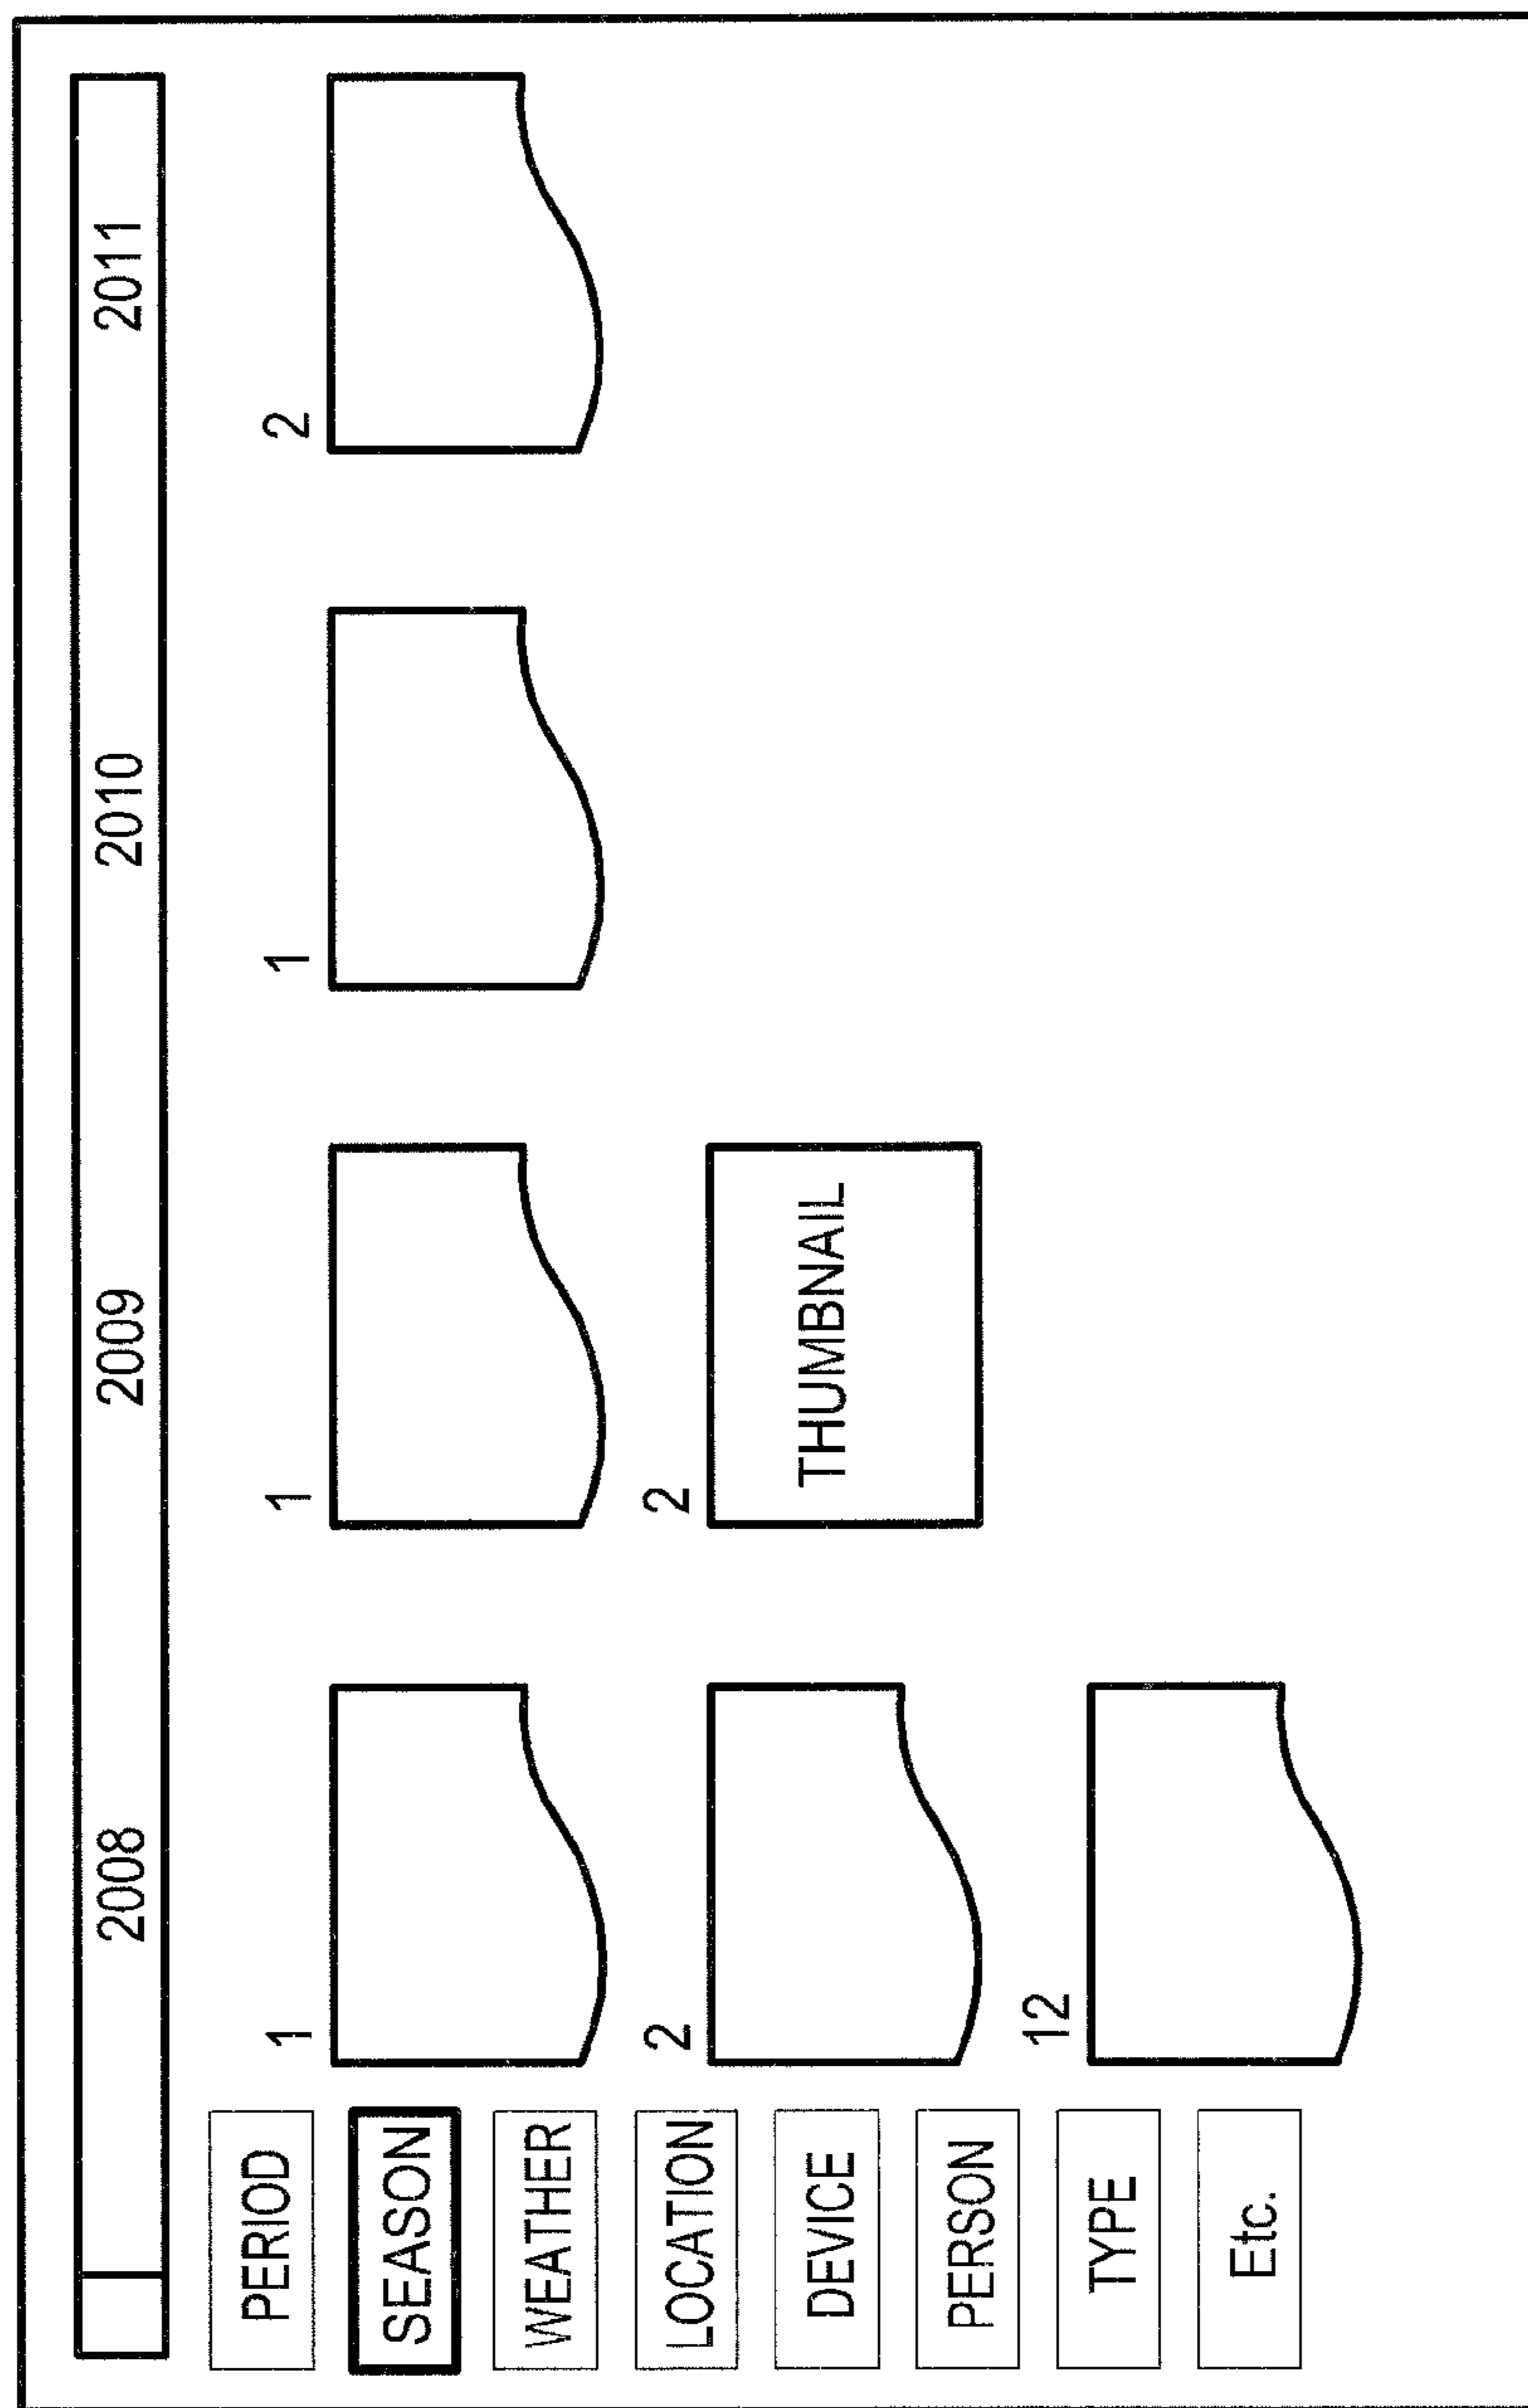 2008 2009 2010 2011
PERIOD
SEASON
WEATHER
LOCATION
DEVICE
PERSON
TYPE
Etc.
1 1 1 2
2 2
THUMBNAIL
12